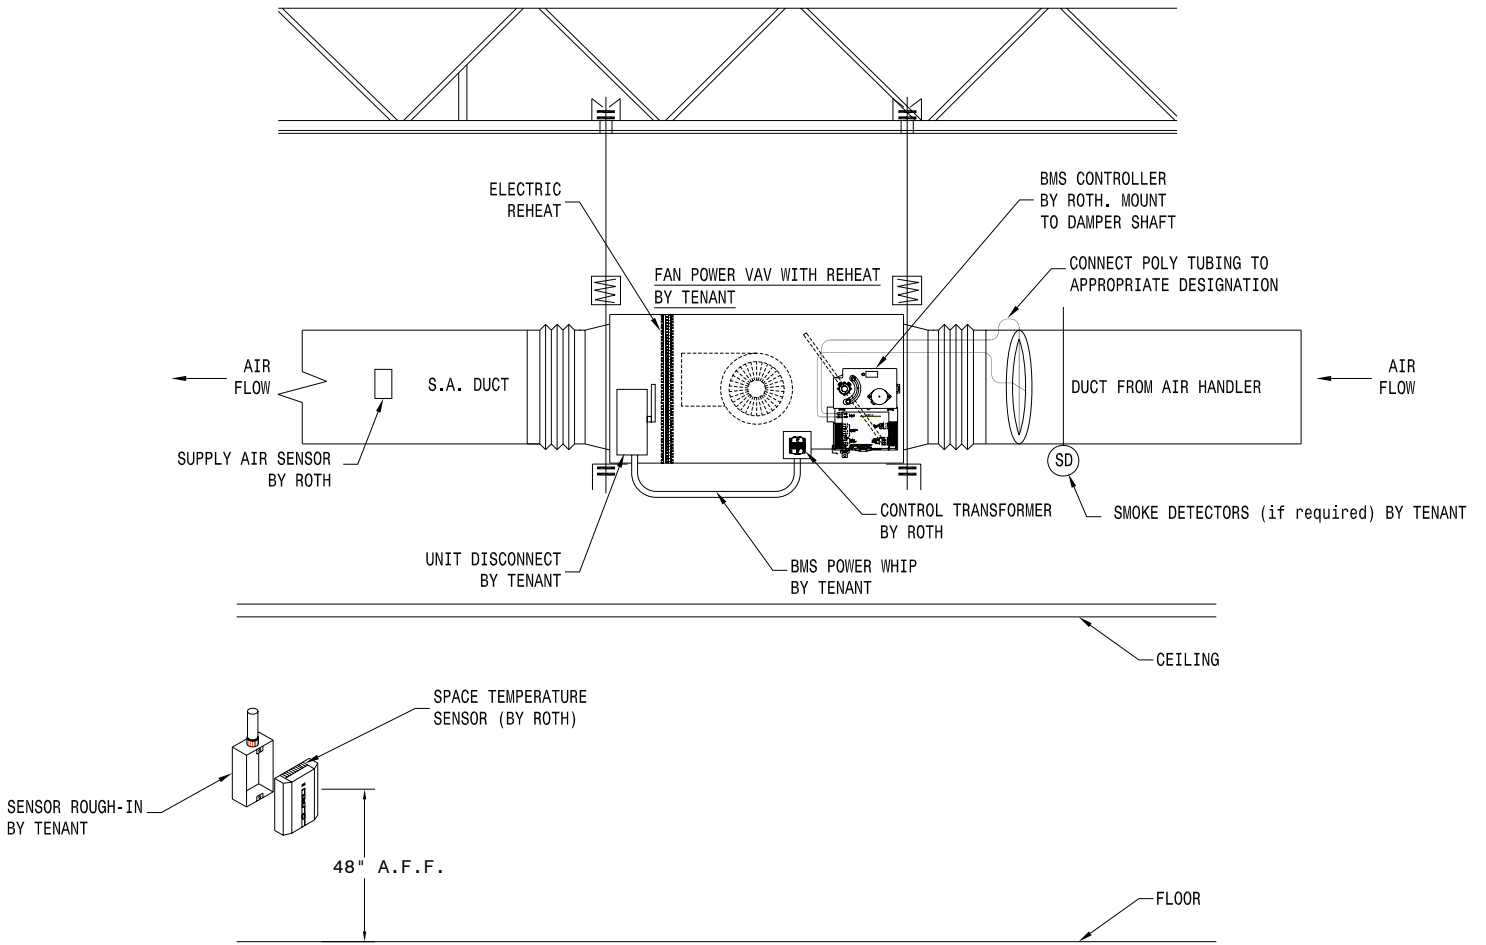 ELECTRIC
REHEAT
BMS CONTROLLER
BY ROTH. MOUNT
TO DAMPER SHAFT
FAN POWER VAV WITH REHEAT
BY TENANT
CONNECT POLY TUBING TO
APPROPRIATE DESIGNATION
AIR
FLOW
S.A. DUCT
DUCT FROM AIR HANDLER
AIR
FLOW
SUPPLY AIR SENSOR
BY ROTH
SD
CONTROL TRANSFORMER
BY ROTH
SMOKE DETECTORS (if required) BY TENANT
UNIT DISCONNECT
BY TENANT
BMS POWER WHIP
BY TENANT
CEILING
SPACE TEMPERATURE
SENSOR (BY ROTH)
SENSOR ROUGH-IN
BY TENANT
48" A.F.F.
FLOOR